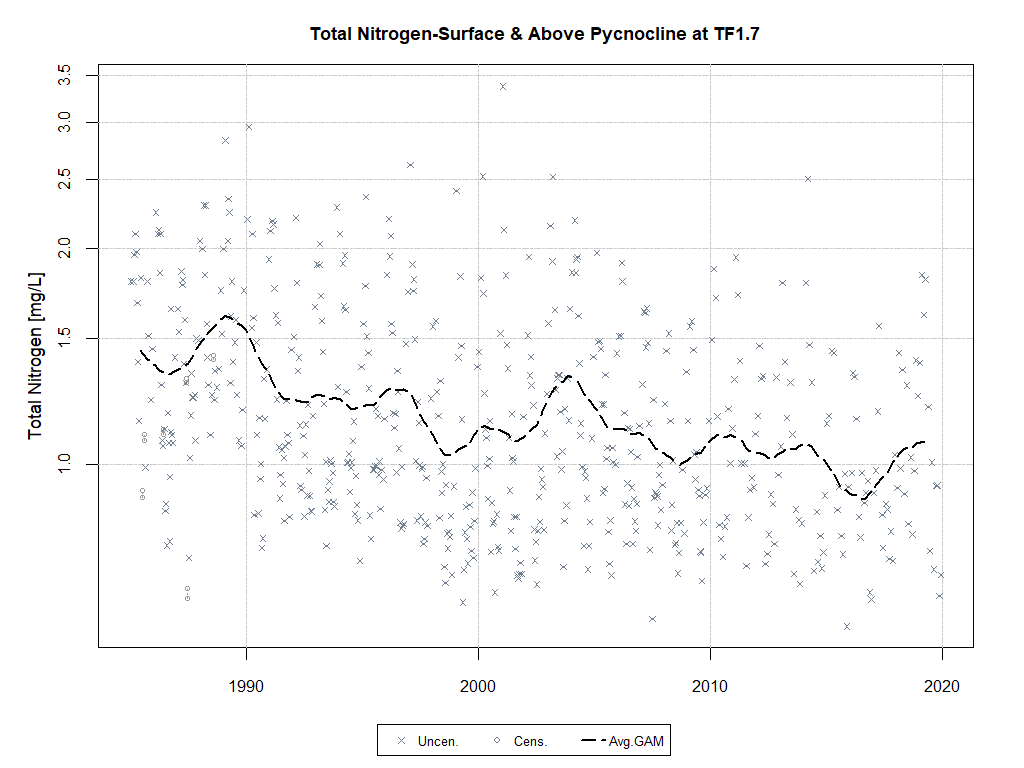 Total Nitrogen-Surface & Above Pycnocline at TF1.7
Total Nitrogen [mg/L]
3.5
3.0
2.5
2.0
1.5
1.0
1990 2000 2010 2020
Uncen. Cens. Avg.GAM